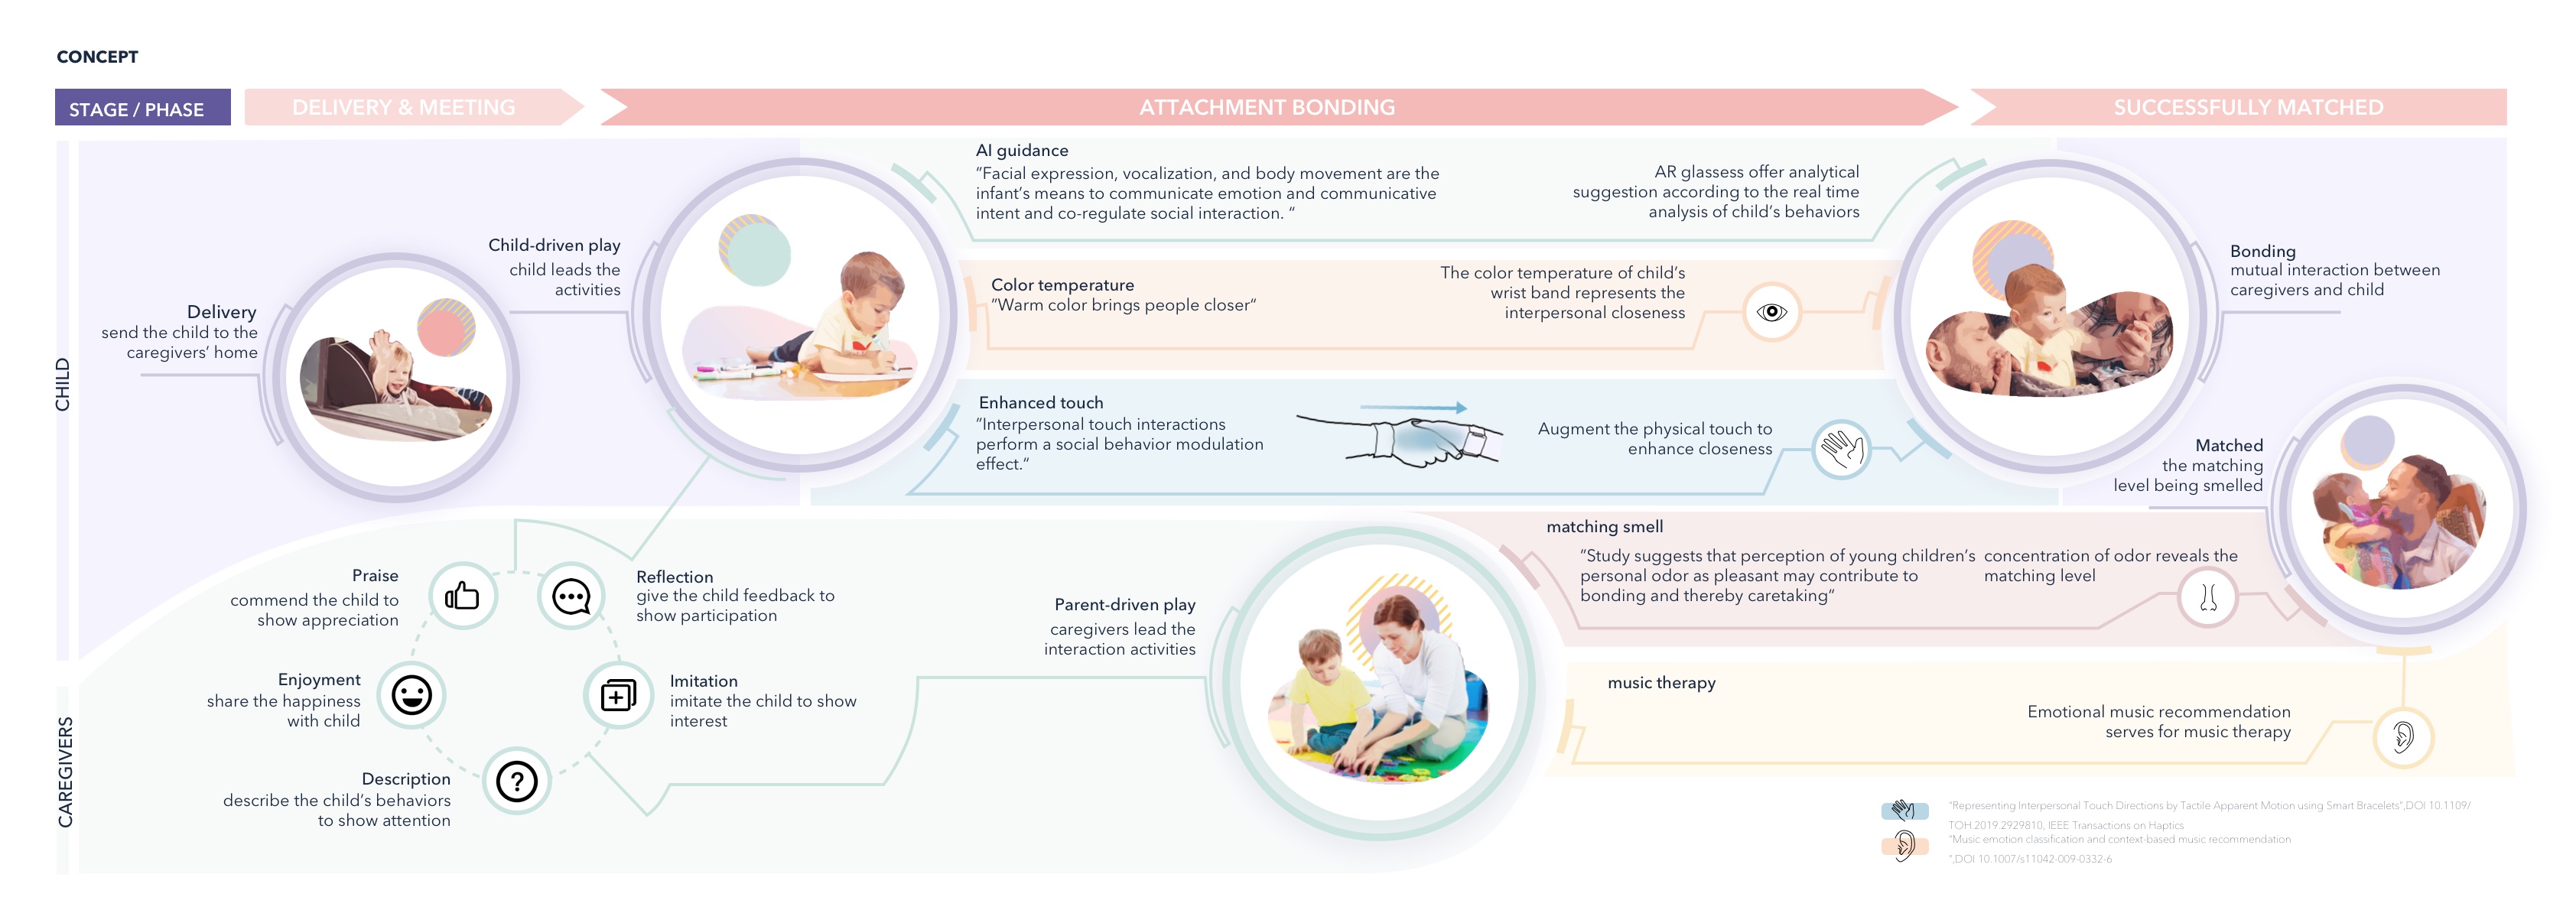 CONCEPT
STAGE / PHASE
DELIVERY & MEETING
ATTACHMENT BONDING
SUCCESSFULLY MATCHED
CHILD
Delivery
send the child to the
caregivers' home
Child-driven play
child leads the
activities
AI guidance
"Facial expression, vocalization, and body movement are the
infant's means to communicate emotion and communicative
intent and co-regulate social interaction. "
AR glassess offer analytical
suggestion according to the real time
analysis of child's behaviors
Color temperature
"Warm color brings people closer"
The color temperature of child's
wrist band represents the
interpersonal closeness
Enhanced touch
"Interpersonal touch interactions
perform a social behavior modulation
effect."
Augment the physical touch to
enhance closeness
Bonding
mutual interaction between
caregivers and child
Matched
the matching
level being smelled
CAREGIVERS
Praise
commend the child to
show appreciation
Reflection
give the child feedback to
show participation
Enjoyment
share the happiness
with child
Imitation
imitate the child to show
interest
Description
describe the child's behaviors
to show attention
Parent-driven play
caregivers lead the
interaction activities
matching smell
"Study suggests that perception of young children's
personal odor as pleasant may contribute to
bonding and thereby caretaking"
concentration of odor reveals the
matching level
music therapy
Emotional music recommendation
serves for music therapy
"Representing Interpersonal Touch Directions by Tactile Apparent Motion using Smart Bracelets",DOI 10.1109/
TOH.2019.2929810, IEEE Transactions on Haptics
"Music emotion classification and context-based music recommendation
",DOI 10.1007/s11042-009-0332-6